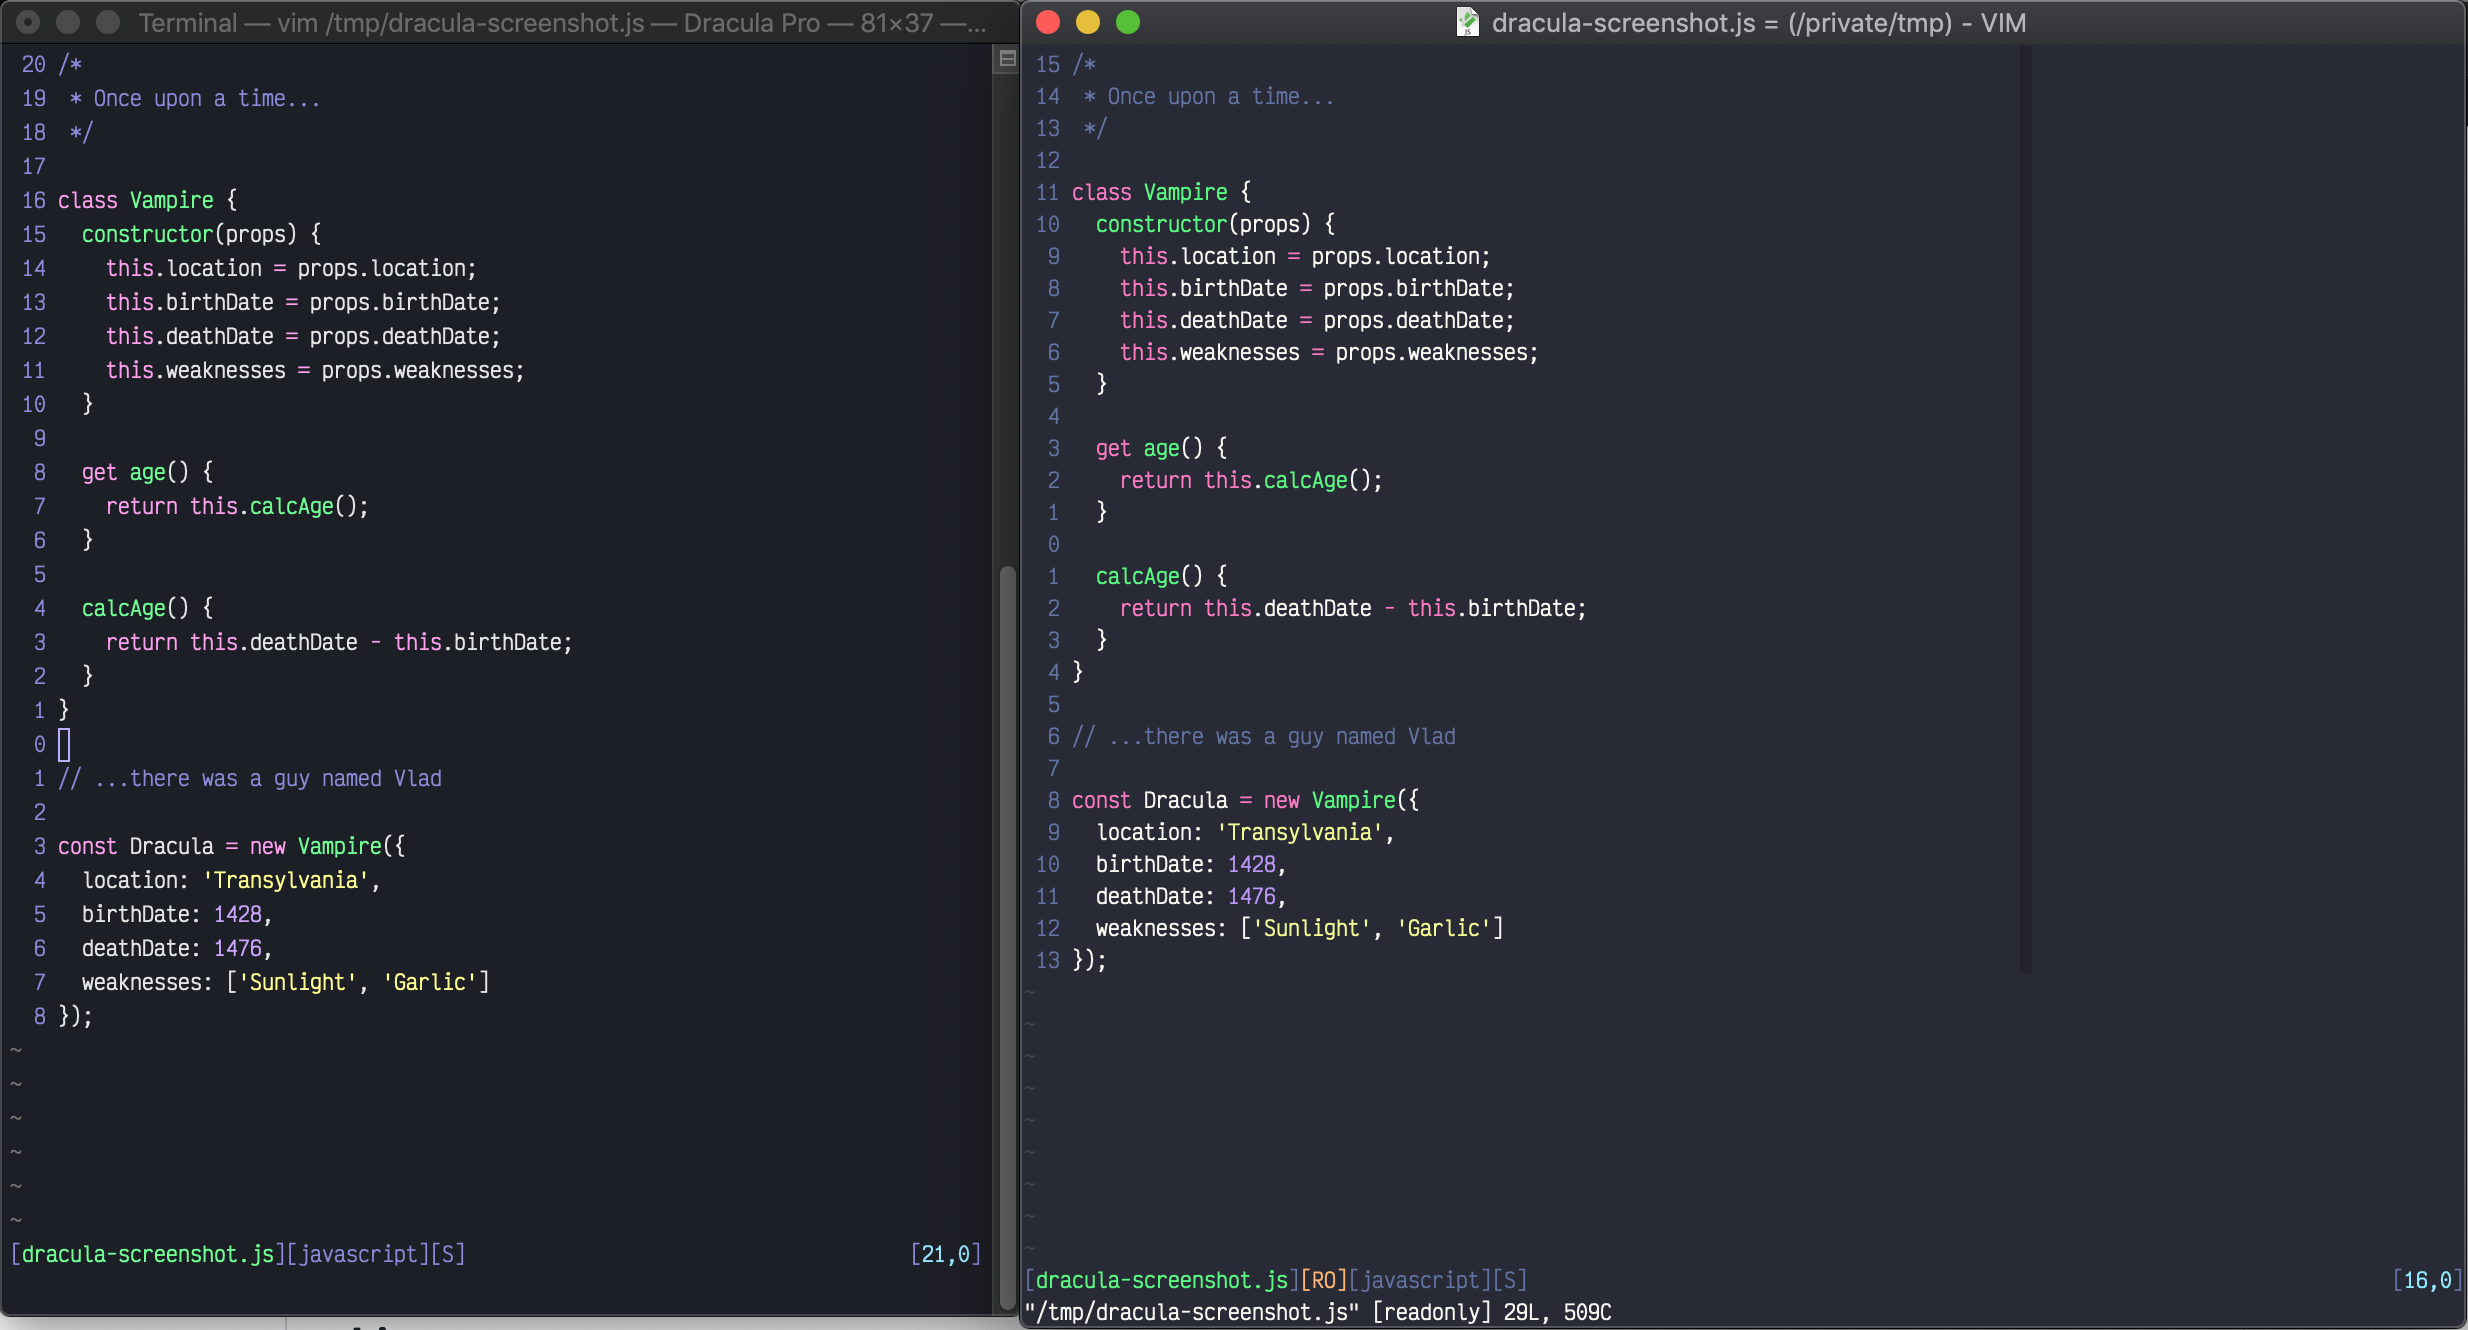 Terminal — vim /tmp/dracula-screenshot.js — Dracula Pro — 81×37 —...
20 /*
19  * Once upon a time...
18  */
17
16 class Vampire {
15   constructor(props) {
14     this.location = props.location;
13     this.birthDate = props.birthDate;
12     this.deathDate = props.deathDate;
11     this.weaknesses = props.weaknesses;
10   }
9
8   get age() {
7     return this.calcAge();
6   }
5
4   calcAge() {
3     return this.deathDate - this.birthDate;
2   }
1 }
0
1 // ...there was a guy named Vlad
2
3 const Dracula = new Vampire({
4   location: 'Transylvania',
5   birthDate: 1428,
6   deathDate: 1476,
7   weaknesses: ['Sunlight', 'Garlic']
8 });
~
~
~
~
~
~
[dracula-screenshot.js][javascript][S] [21,0]
dracula-screenshot.js = (/private/tmp) - VIM
15 /*
14  * Once upon a time...
13  */
12
11 class Vampire {
10   constructor(props) {
9     this.location = props.location;
8     this.birthDate = props.birthDate;
7     this.deathDate = props.deathDate;
6     this.weaknesses = props.weaknesses;
5   }
4
3   get age() {
2     return this.calcAge();
1   }
0
1   calcAge() {
2     return this.deathDate - this.birthDate;
3   }
4 }
5
6 // ...there was a guy named Vlad
7
8 const Dracula = new Vampire({
9   location: 'Transylvania',
10   birthDate: 1428,
11   deathDate: 1476,
12   weaknesses: ['Sunlight', 'Garlic']
13 });
~
~
~
~
~
~
~
~
~
[dracula-screenshot.js][RO][javascript][S] [16,0]
"/tmp/dracula-screenshot.js" [readonly] 29L, 509C